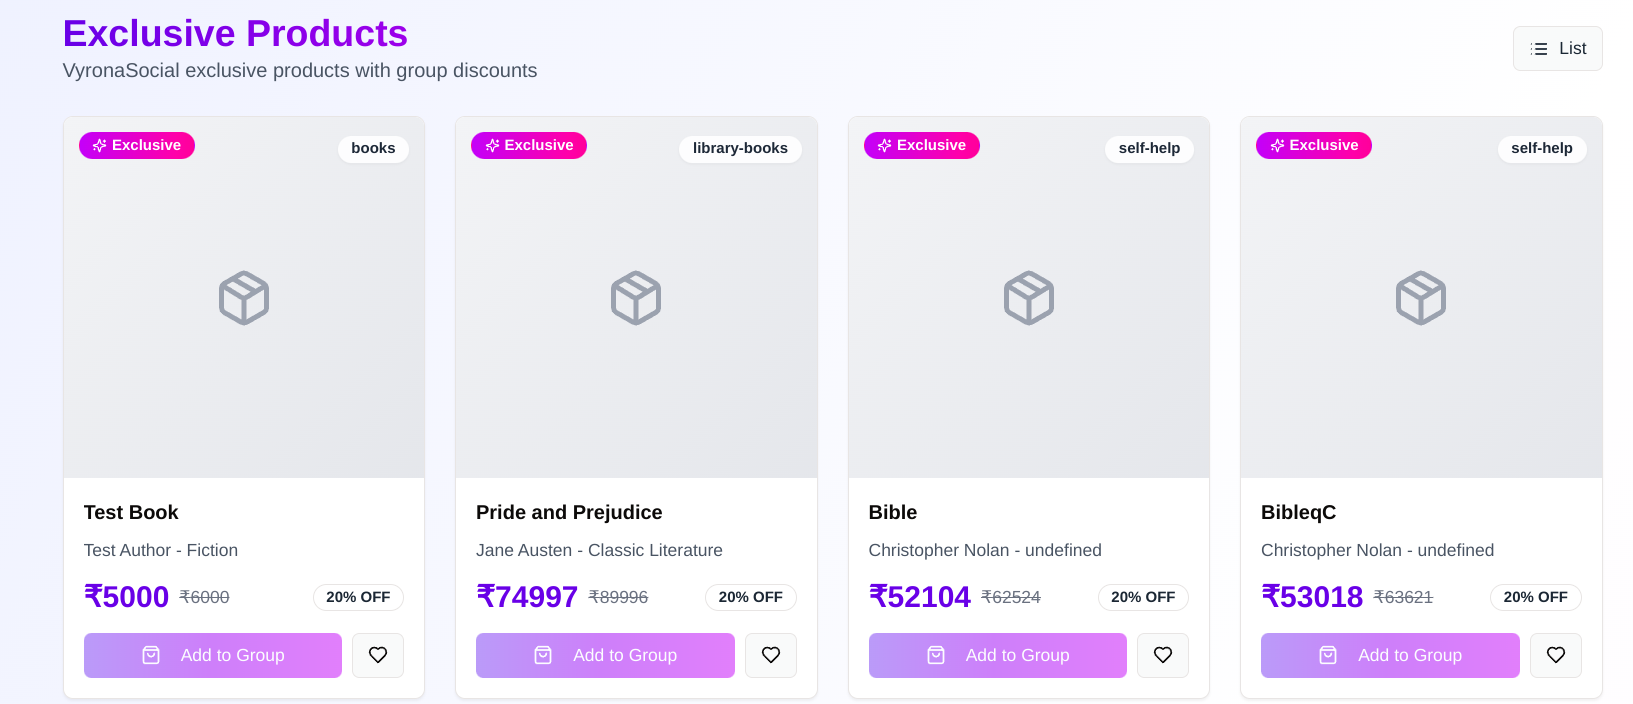 Exclusive Products
VyronaSocial exclusive products with group discounts
List
Exclusive
books
Test Book
Test Author - Fiction
₹5000 ₹6000 20% OFF
Add to Group
Exclusive
library-books
Pride and Prejudice
Jane Austen - Classic Literature
₹74997 ₹89996 20% OFF
Add to Group
Exclusive
self-help
Bible
Christopher Nolan - undefined
₹52104 ₹62524 20% OFF
Add to Group
Exclusive
self-help
BibleqC
Christopher Nolan - undefined
₹53018 ₹63621 20% OFF
Add to Group